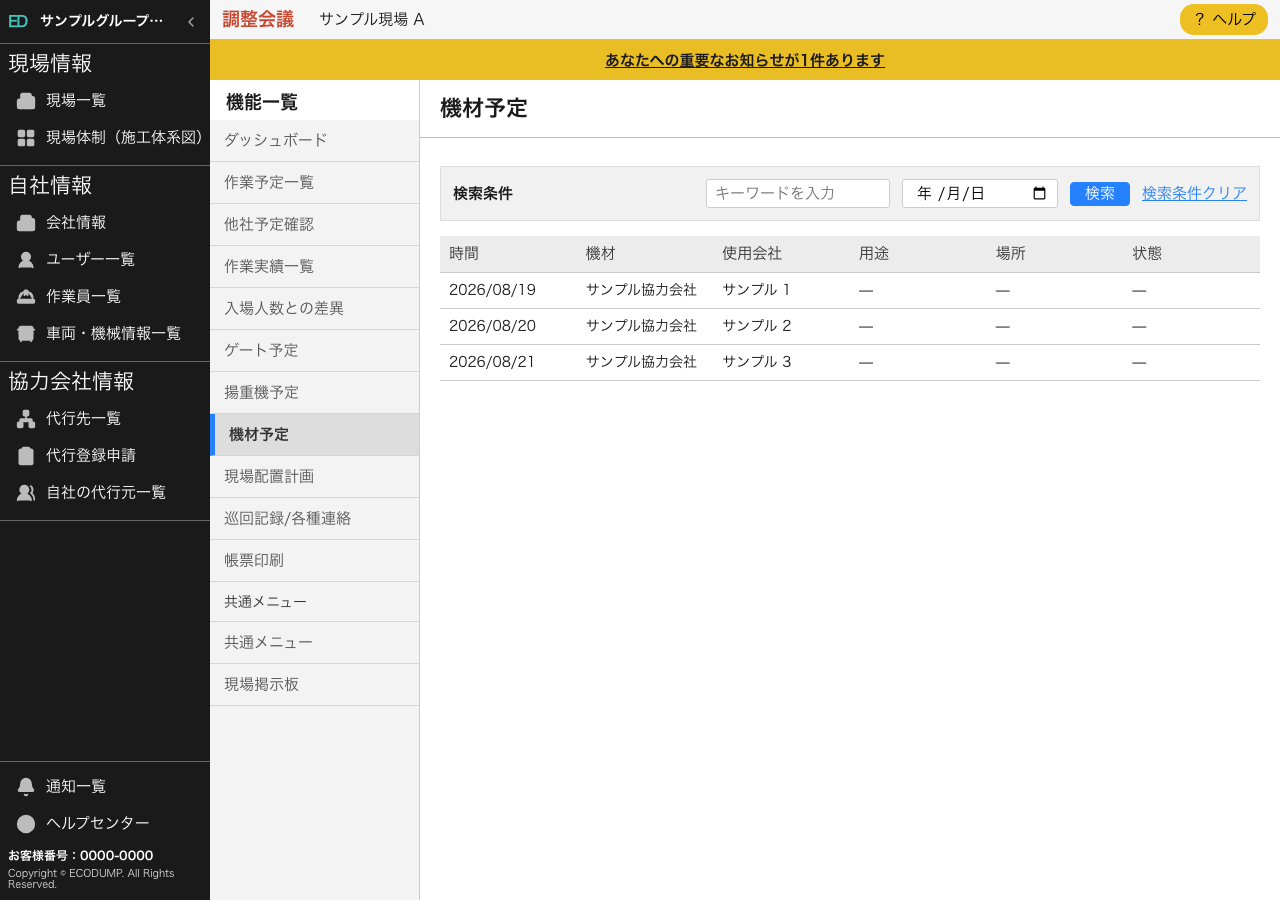 ED サンプルグループ…
現場情報
現場一覧
現場体制（施工体系図）
自社情報
会社情報
ユーザー一覧
作業員一覧
車両・機械情報一覧
協力会社情報
代行先一覧
代行登録申請
自社の代行元一覧
通知一覧
ヘルプセンター
お客様番号：0000-0000
Copyright © ECODUMP. All Rights
Reserved.
調整会議 サンプル現場 A
？ ヘルプ
あなたへの重要なお知らせが1件あります
機能一覧
ダッシュボード
作業予定一覧
他社予定確認
作業実績一覧
入場人数との差異
ゲート予定
揚重機予定
機材予定
現場配置計画
巡回記録/各種連絡
帳票印刷
共通メニュー
共通メニュー
現場掲示板
機材予定
検索条件 キーワードを入力 年 /月/日 検索 検索条件クリア
時間 機材 使用会社 用途 場所 状態
2026/08/19 サンプル協力会社 サンプル 1 — — —
2026/08/20 サンプル協力会社 サンプル 2 — — —
2026/08/21 サンプル協力会社 サンプル 3 — — —